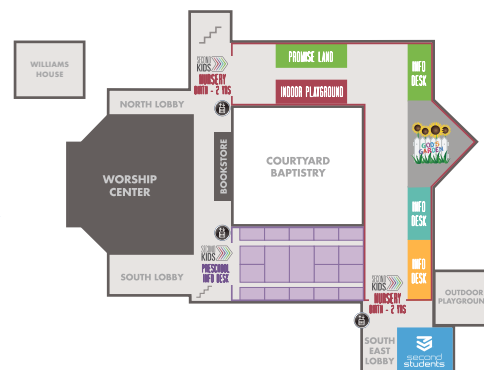 WILLIAMS
HOUSE
SECOND
KIDS
NURSERY
BIRTH - 2 YRS
PROMISE LAND
INFO
DESK
INDOOR PLAYGROUND
NORTH LOBBY
GOD'S
GARDEN
WORSHIP
CENTER
BOOKSTORE
COURTYARD
BAPTISTRY
INFO
DESK
SECOND
KIDS
PRESCHOOL
INFO DESK
INFO
DESK
SOUTH LOBBY
SECOND
KIDS
NURSERY
BIRTH - 2 YRS
OUTDOOR
PLAYGROUND
SOUTH
EAST
LOBBY
second
students